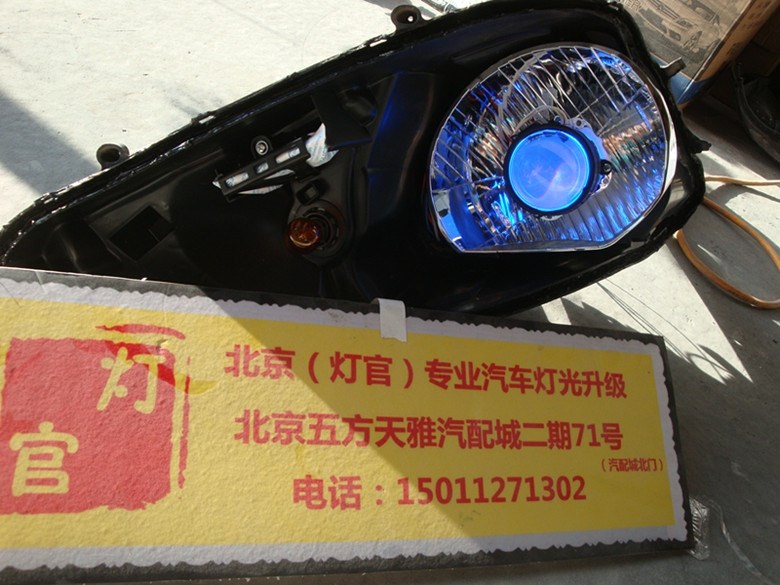 灯
官
北京（灯官）专业汽车灯光升级
北京五方天雅汽配城二期71号
（汽配城北门）
电话：15011271302